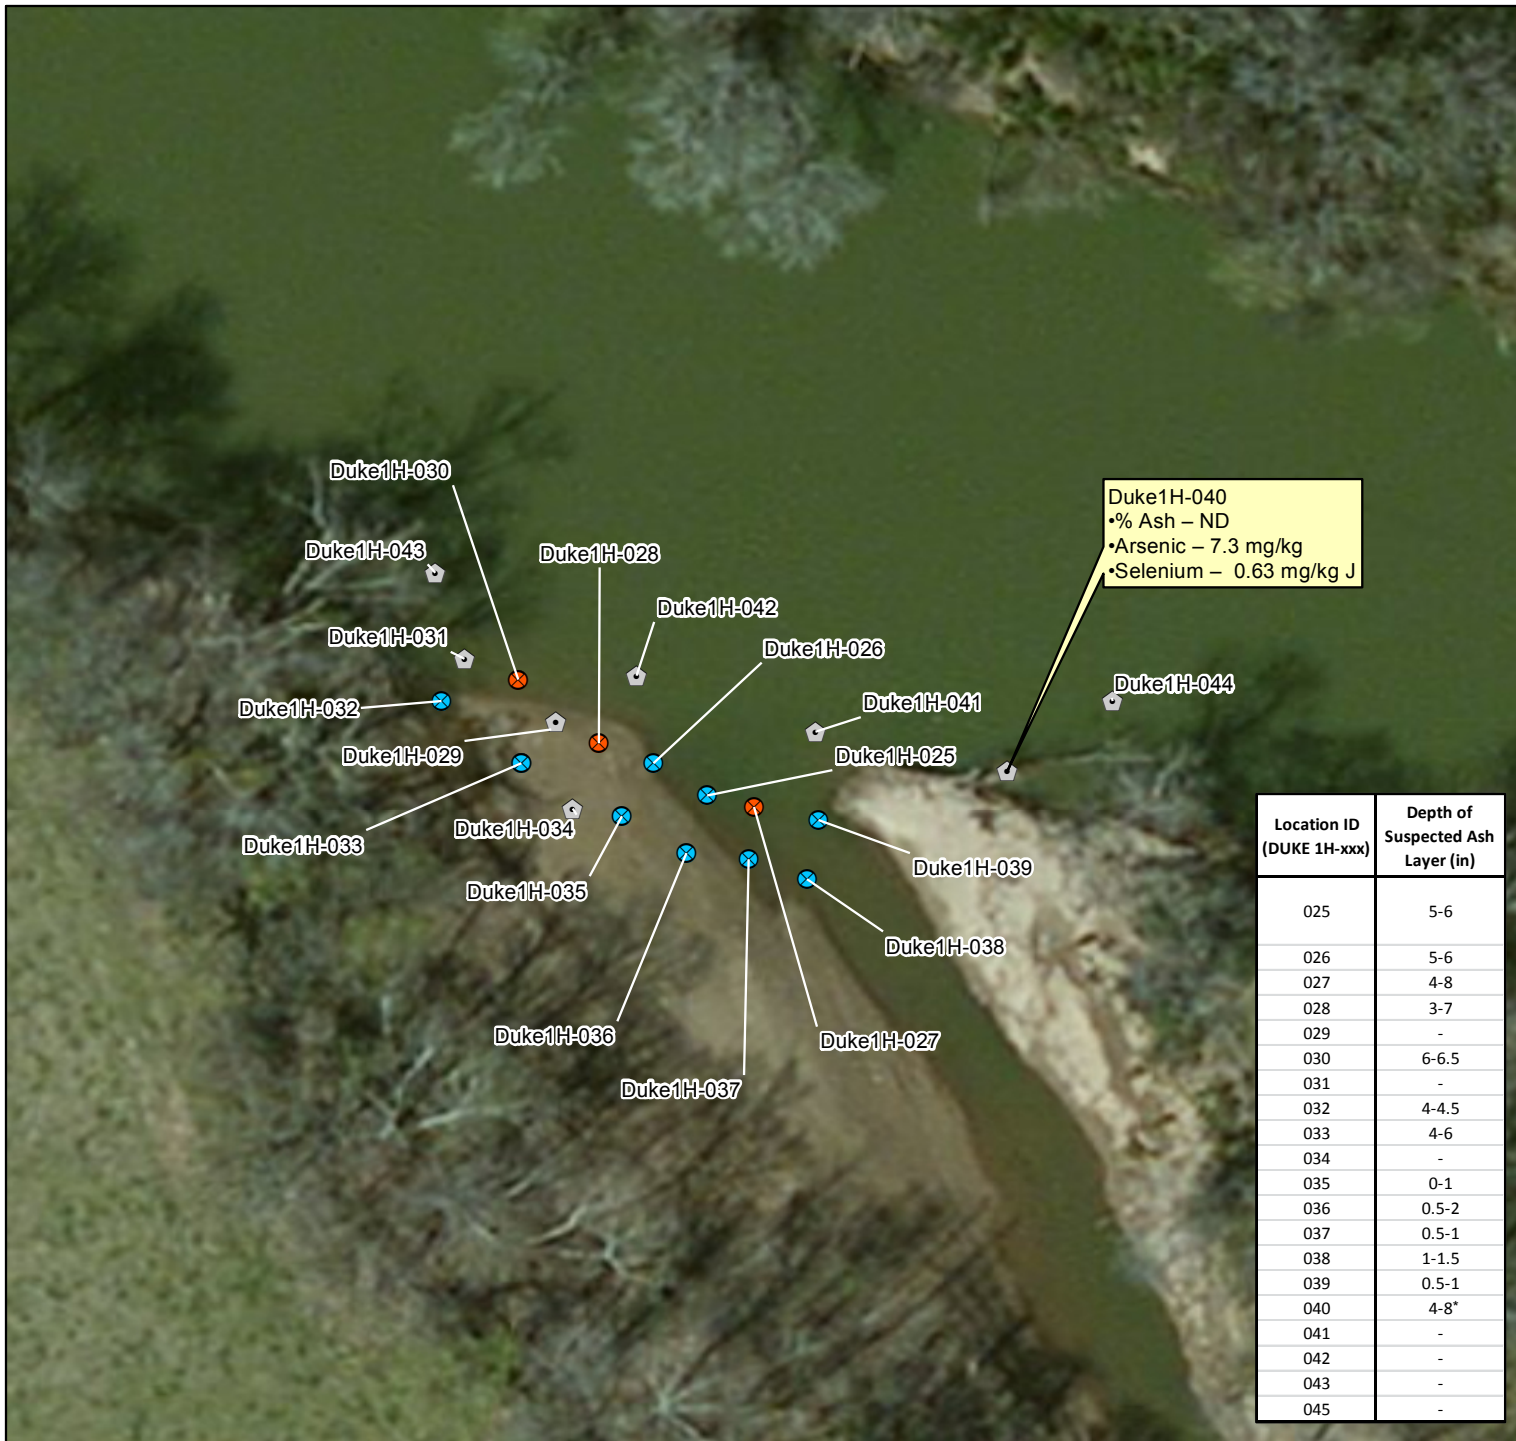 Duke1H-030
Duke1H-043
Duke1H-028
Duke1H-040
•% Ash – ND
•Arsenic – 7.3 mg/kg
•Selenium – 0.63 mg/kg J
Duke1H-042
Duke1H-031
Duke1H-026
Duke1H-044
Duke1H-032
Duke1H-041
Duke1H-029
Duke1H-025
Duke1H-034
Duke1H-033
Duke1H-039
Duke1H-035
Duke1H-038
Duke1H-036
Duke1H-027
Duke1H-037
Location ID (DUKE 1H-xxx) Depth of Suspected Ash Layer (in)
025 5-6
026 5-6
027 4-8
028 3-7
029 -
030 6-6.5
031 -
032 4-4.5
033 4-6
034 -
035 0-1
036 0.5-2
037 0.5-1
038 1-1.5
039 0.5-1
040 4-8*
041 -
042 -
043 -
045 -